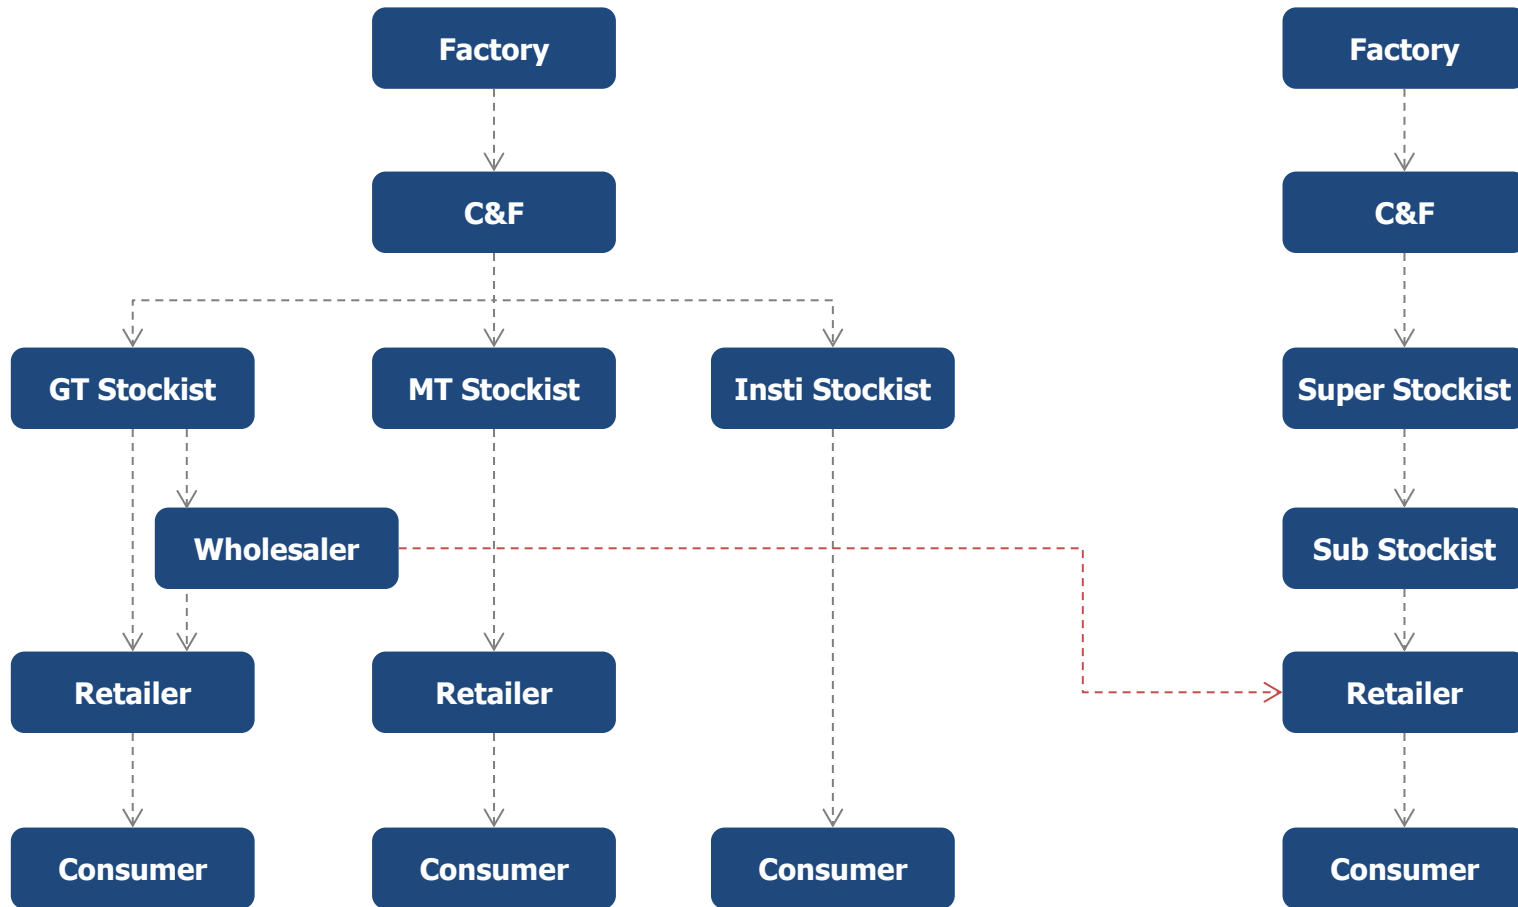 Factory
Factory
C&F
C&F
GT Stockist
MT Stockist
Insti Stockist
Super Stockist
Wholesaler
Sub Stockist
Retailer
Retailer
Retailer
Consumer
Consumer
Consumer
Consumer